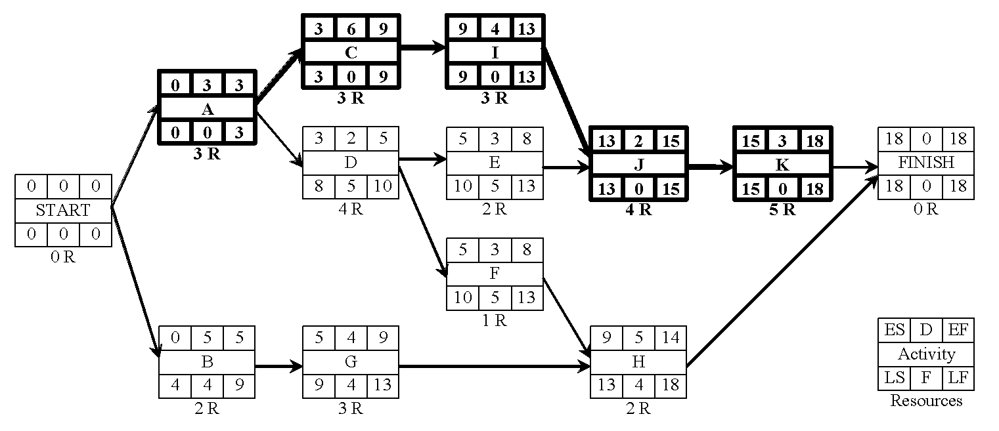 3 6 9
C
3 0 9
3 R
9 4 13
I
9 0 13
3 R
0 3 3
A
0 0 3
3 R
3 2 5
D
8 5 10
4 R
5 3 8
E
10 5 13
2 R
13 2 15
J
13 0 15
4 R
15 3 18
K
15 0 18
5 R
18 0 18
FINISH
18 0 18
0 R
0 0 0
START
0 0 0
0 R
5 3 8
F
10 5 13
1 R
0 5 5
B
4 4 9
2 R
5 4 9
G
9 4 13
3 R
9 5 14
H
13 4 18
2 R
ES D EF
Activity
LS F LF
Resources